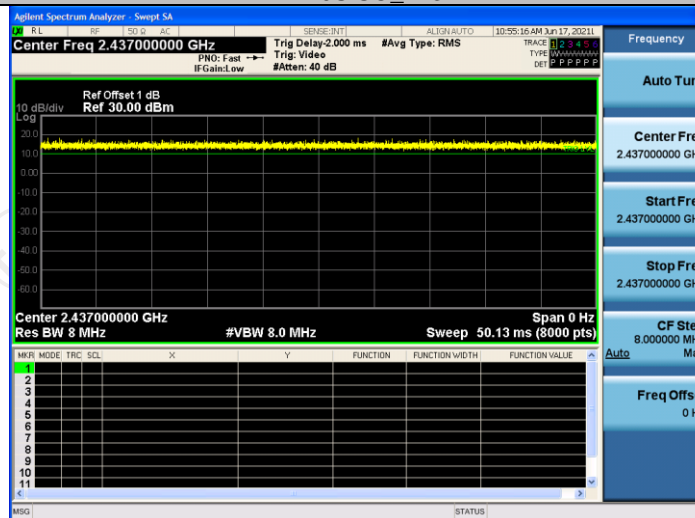 Agilent Spectrum Analyzer - Swept SA
RL RF 50 Ω AC SENSE:INT ALIGN AUTO 10:55:16 AM Jun 17, 2021
Center Freq 2.437000000 GHz
PNO: Fast
IFGain:Low
Trig Delay-2.000 ms
Trig: Video
#Atten: 40 dB
#Avg Type: RMS
TRACE 1 2 3 4 5 6
TYPE
DET P P P P P P
Ref Offset 1 dB
10 dB/div Ref 30.00 dBm
Log
20.0
10.0
0.00
-10.0
-20.0
-30.0
-40.0
-50.0
-60.0
Center 2.437000000 GHz Span 0 Hz
Res BW 8 MHz #VBW 8.0 MHz Sweep 50.13 ms (8000 pts)
MKR MODE TRC SCL X Y FUNCTION FUNCTION WIDTH FUNCTION VALUE
1
2
3
4
5
6
7
8
9
10
11
MSG STATUS
Frequency
Auto Tun
Center Fre
2.437000000 GH
Start Fre
2.437000000 GH
Stop Fre
2.437000000 GH
CF Ste
8.000000 MH
Auto Ma
Freq Offs
0 H